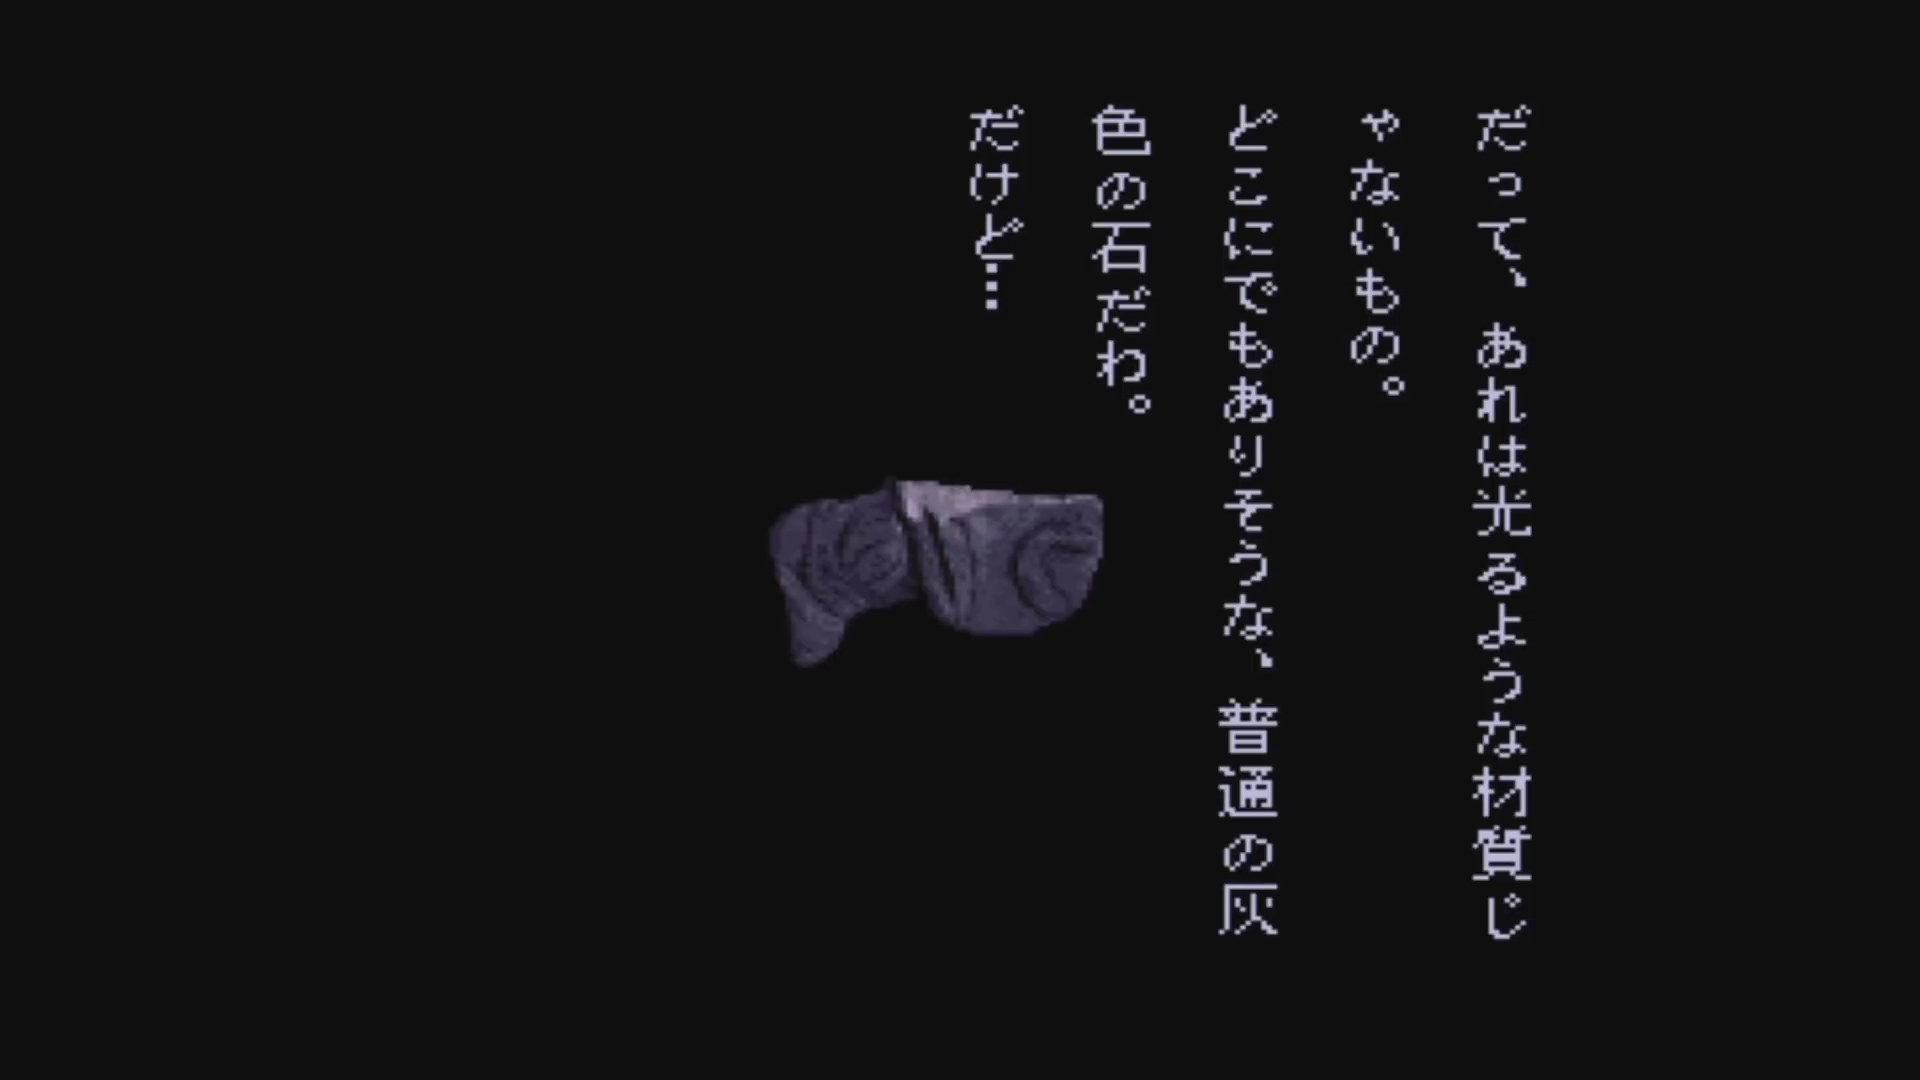 だって、あれは光るような材質じ
ゃないもの。
どこにでもありそうな、普通の灰
色の石だわ。
だけど…